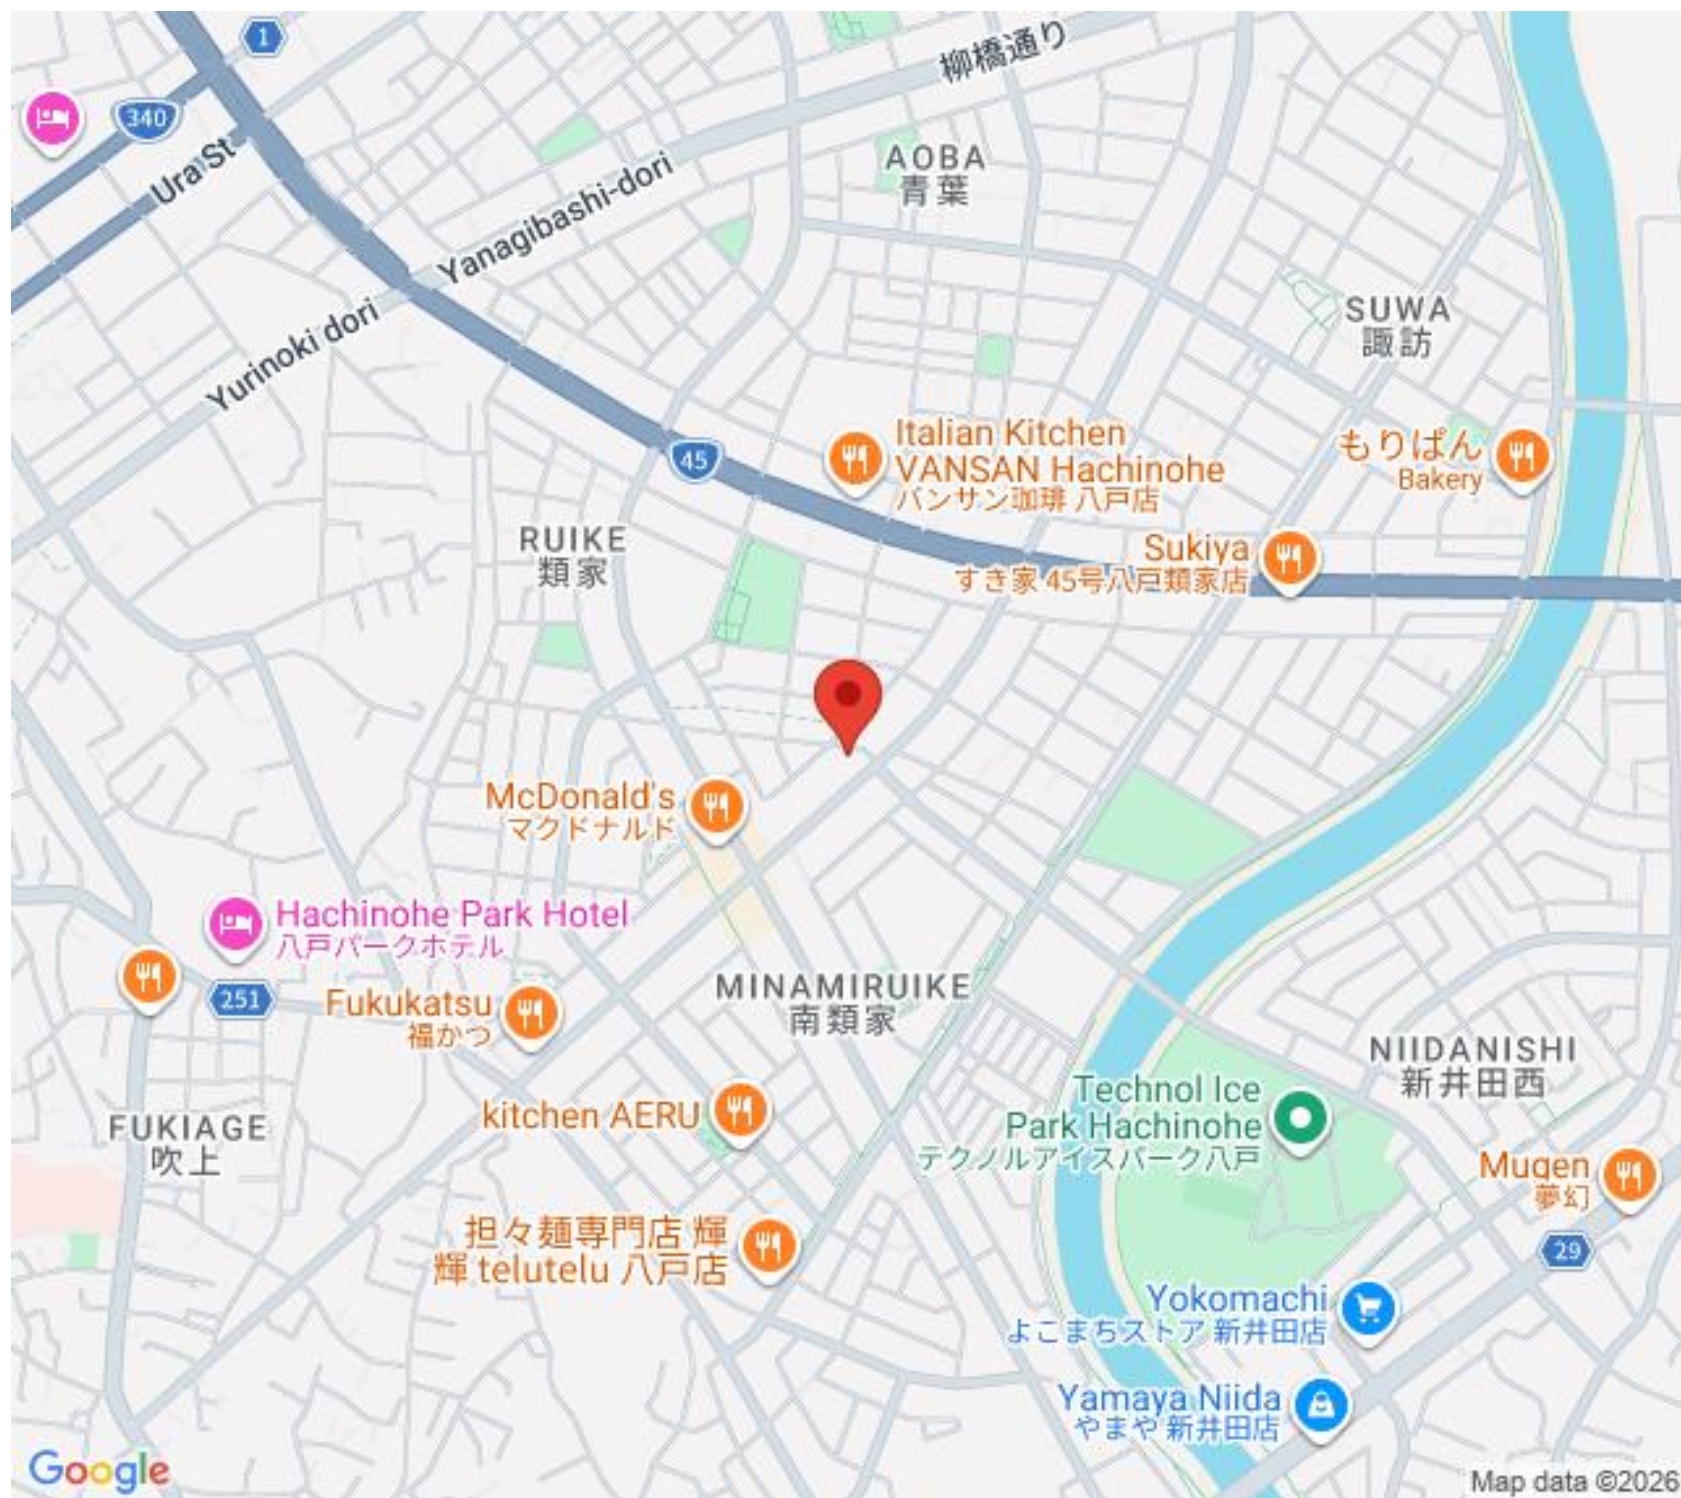 1
柳橋通り
340
Ura St
AOBA
青葉
Yanagibashi-dori
SUWA
諏訪
Yurinoki dori
Italian Kitchen
VANSAN Hachinohe
バンサン珈琲 八戸店
もりぱん
Bakery
45
RUIKE
類家
Sukiya
すき家 45号八戸類家店
McDonald's
マクドナルド
Hachinohe Park Hotel
八戸パークホテル
251
Fukukatsu
福かつ
MINAMIRUIKE
南類家
NIIDANISHI
新井田西
Technol Ice
Park Hachinohe
テクノルアイスパーク八戸
kitchen AERU
FUKIAGE
吹上
Mugen
夢幻
担々麺専門店 輝
輝 telutelu 八戸店
29
Yokomachi
よこまちストア 新井田店
Yamaya Niida
やまや 新井田店
Google
Map data ©2026